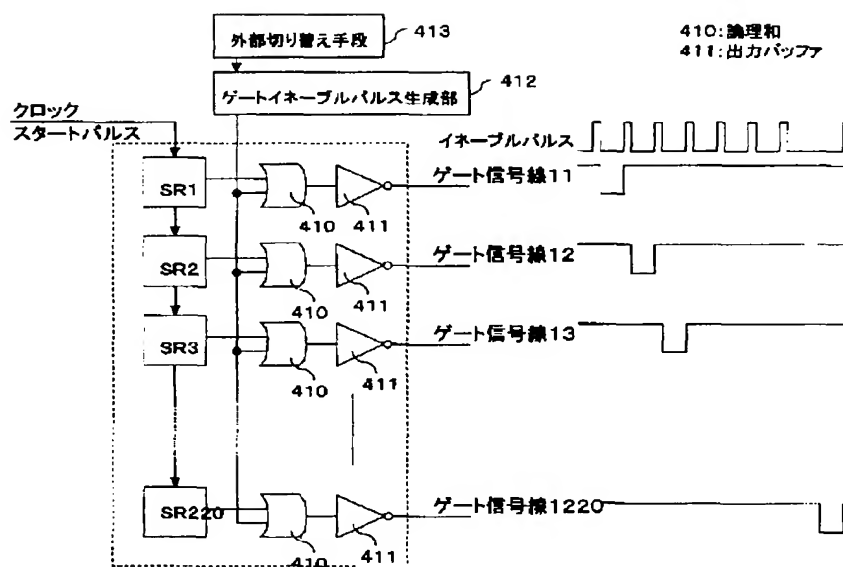 外部切り替え手段
413
410:論理和
411:出力バッファ
ゲートイネーブルパルス生成部
412
クロック
スタートパルス
イネーブルパルス
SR1
410
411
ゲート信号線11
SR2
410
411
ゲート信号線12
SR3
410
411
ゲート信号線13
SR220
410
411
ゲート信号線1220